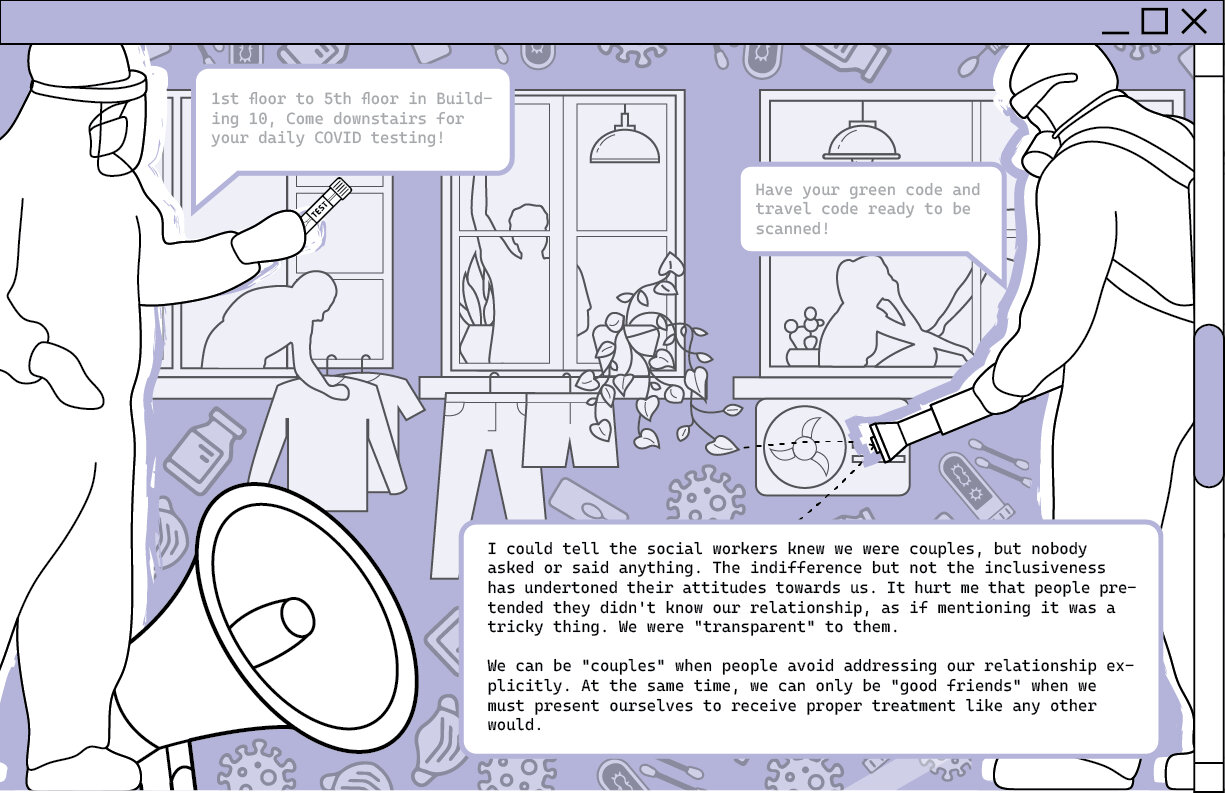 1st floor to 5th floor in Build-
ing 10, Come downstairs for
your daily COVID testing!
TEST
Have your green code and
travel code ready to be
scanned!
I could tell the social workers knew we were couples, but nobody
asked or said anything. The indifference but not the inclusiveness
has undertoned their attitudes towards us. It hurt me that people pre-
tended they didn't know our relationship, as if mentioning it was a
tricky thing. We were "transparent" to them.
We can be "couples" when people avoid addressing our relationship ex-
plicitly. At the same time, we can only be "good friends" when we
must present ourselves to receive proper treatment like any other
would.